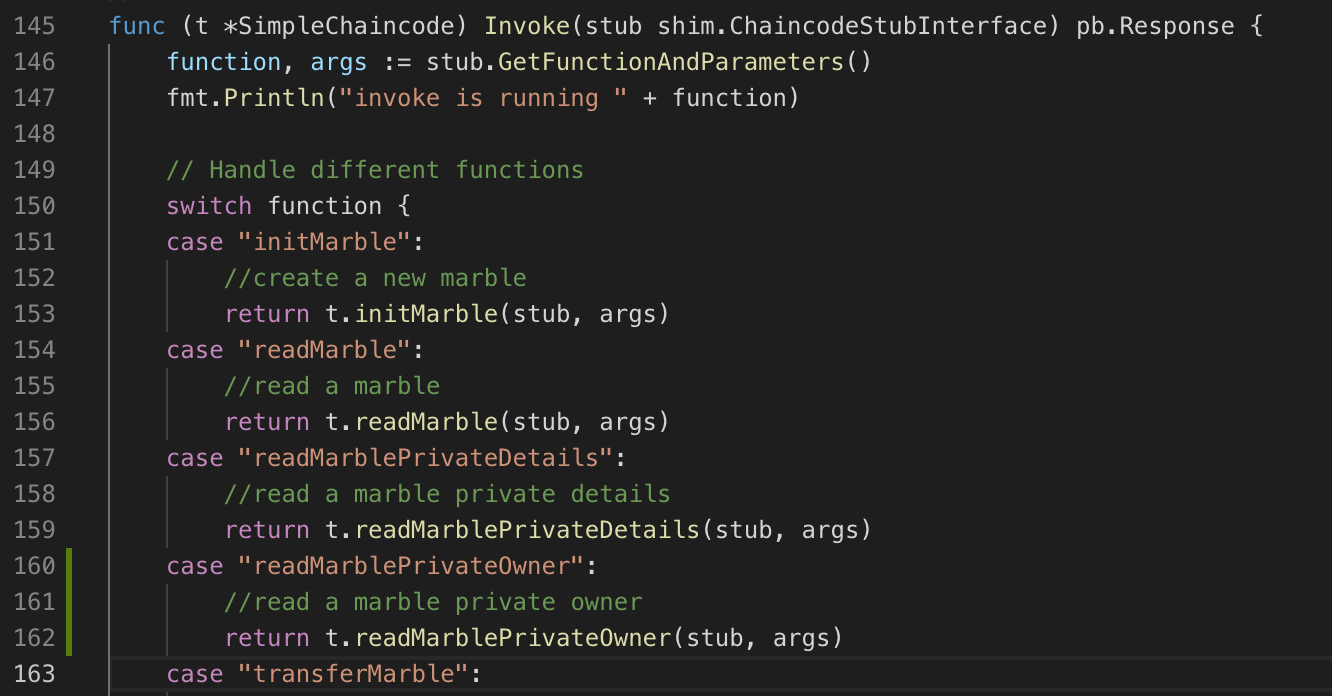 145 func (t *SimpleChaincode) Invoke(stub shim.ChaincodeStubInterface) pb.Response {
146 function, args := stub.GetFunctionAndParameters()
147 fmt.Println("invoke is running " + function)
148
149 // Handle different functions
150 switch function {
151 case "initMarble":
152 //create a new marble
153 return t.initMarble(stub, args)
154 case "readMarble":
155 //read a marble
156 return t.readMarble(stub, args)
157 case "readMarblePrivateDetails":
158 //read a marble private details
159 return t.readMarblePrivateDetails(stub, args)
160 case "readMarblePrivateOwner":
161 //read a marble private owner
162 return t.readMarblePrivateOwner(stub, args)
163 case "transferMarble":